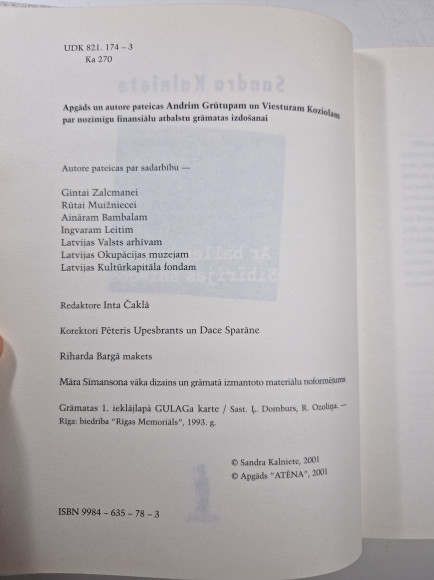 UDK 821. 174 – 3
Ka 270
Apgāds un autore pateicas Andrim Grūtupam un Viesturam Koziolam
par nozīmīgu finansiālu atbalstu grāmatas izdošanai
Autore pateicas par sadarbību —
Gintai Zalcmanei
Rūtai Muižniecei
Aināram Bambalam
Ingvaram Leitim
Latvijas Valsts arhīvam
Latvijas Okupācijas muzejam
Latvijas Kultūrkapitāla fondam
Redaktore Inta Čaklā
Korektori Pēteris Upesbrants un Dace Sparāne
Riharda Bargā makets
Māra Sīmansona vāka dizains un grāmatā izmantoto materiālu noformējums
Grāmatas 1. ieklājlapā GULAGa karte / Sast. Ļ. Domburs, R. Ozoliņa. —
Rīga: biedrība "Rīgas Memoriāls", 1993. g.
© Sandra Kalniete, 2001
© Apgāds "ATĒNA", 2001
ISBN 9984 – 635 – 78 – 3